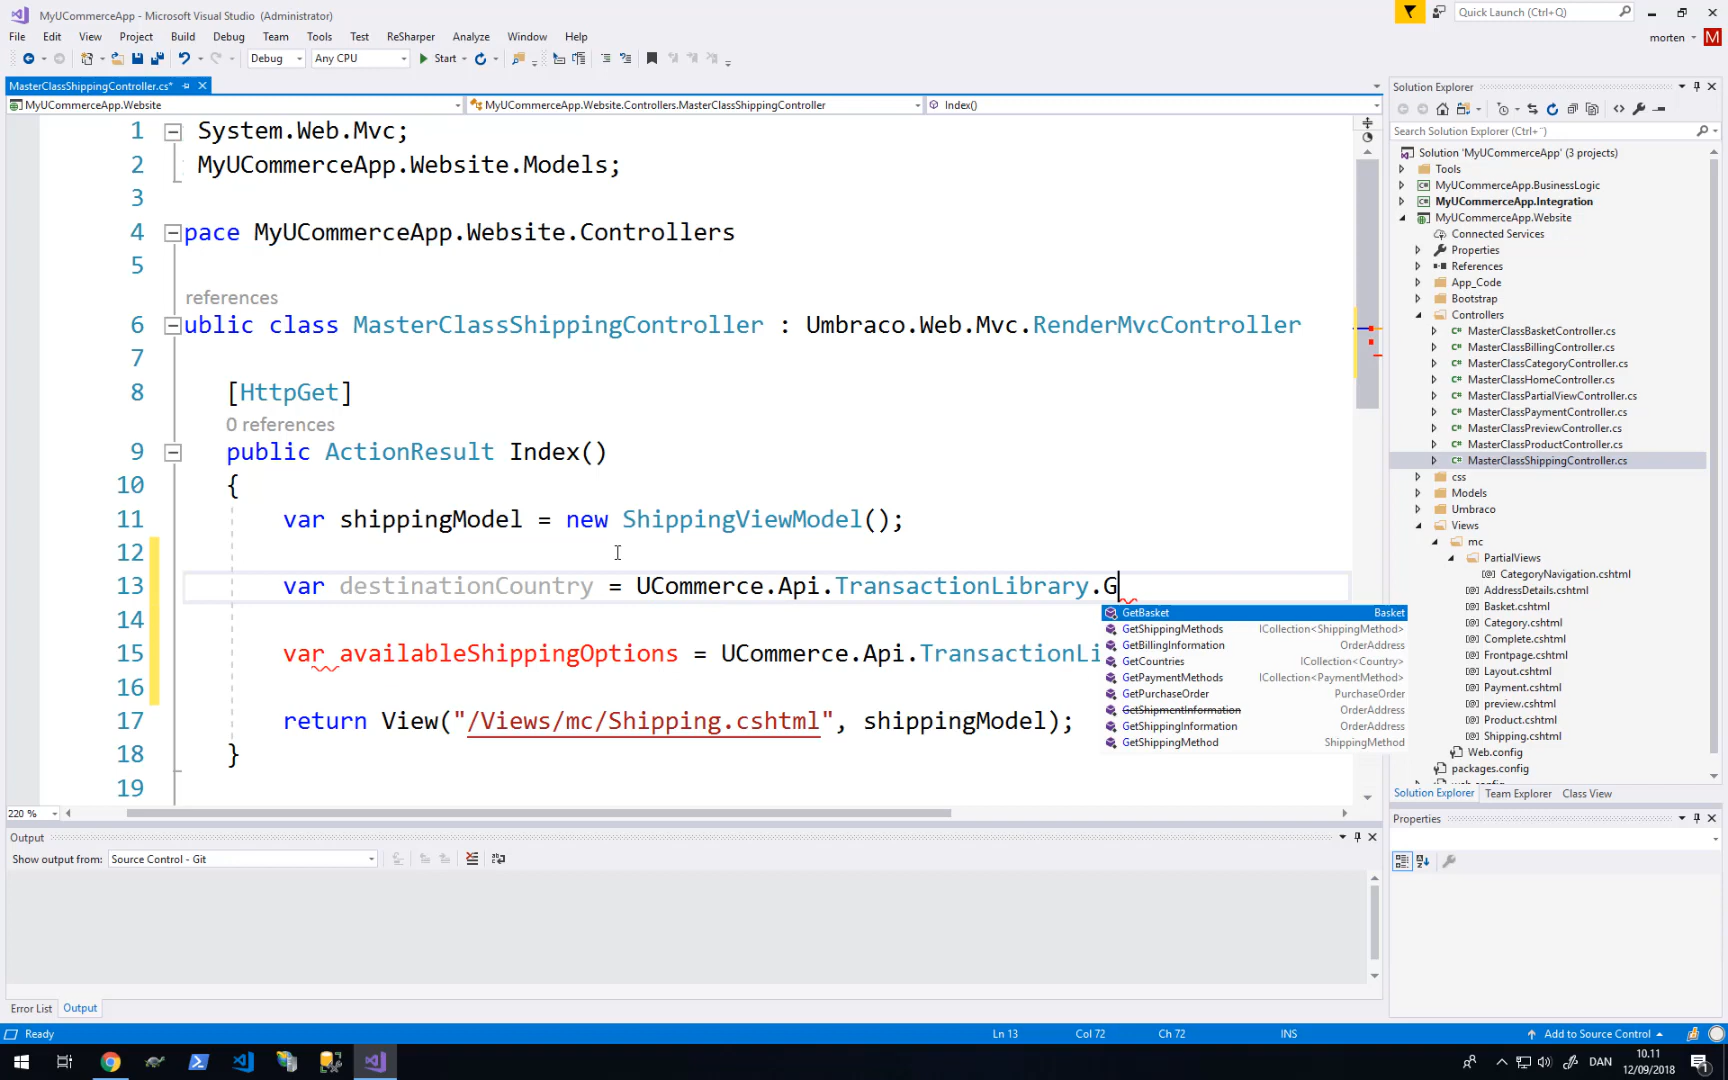 MyUCommerceApp - Microsoft Visual Studio (Administrator)
Quick Launch (Ctrl+Q)
File Edit View Project Build Debug Team Tools Test ReSharper Analyze Window Help
morten M
Debug Any CPU Start
MasterClassShippingController.cs*
MyUCommerceApp.Website MyUCommerceApp.Website.Controllers.MasterClassShippingController Index()
1 System.Web.Mvc;
2 MyUCommerceApp.Website.Models;
3
4 pace MyUCommerceApp.Website.Controllers
5
references
6 ublic class MasterClassShippingController : Umbraco.Web.Mvc.RenderMvcController
7
8 [HttpGet]
0 references
9 public ActionResult Index()
10 {
11 var shippingModel = new ShippingViewModel();
12
13 var destinationCountry = UCommerce.Api.TransactionLibrary.G
14
15 var availableShippingOptions = UCommerce.Api.TransactionLi
16
17 return View("/Views/mc/Shipping.cshtml", shippingModel);
18 }
19
GetBasket Basket
GetShippingMethods ICollection<ShippingMethod>
GetBillingInformation OrderAddress
GetCountries ICollection<Country>
GetPaymentMethods ICollection<PaymentMethod>
GetPurchaseOrder PurchaseOrder
GetShipmentInformation OrderAddress
GetShippingInformation OrderAddress
GetShippingMethod ShippingMethod
220 %
Solution Explorer
Search Solution Explorer (Ctrl+¨)
Solution 'MyUCommerceApp' (3 projects)
Tools
MyUCommerceApp.BusinessLogic
MyUCommerceApp.Integration
MyUCommerceApp.Website
Connected Services
Properties
References
App_Code
Bootstrap
Controllers
MasterClassBasketController.cs
MasterClassBillingController.cs
MasterClassCategoryController.cs
MasterClassHomeController.cs
MasterClassPartialViewController.cs
MasterClassPaymentController.cs
MasterClassPreviewController.cs
MasterClassProductController.cs
MasterClassShippingController.cs
css
Models
Umbraco
Views
mc
PartialViews
CategoryNavigation.cshtml
AddressDetails.cshtml
Basket.cshtml
Category.cshtml
Complete.cshtml
Frontpage.cshtml
Layout.cshtml
Payment.cshtml
preview.cshtml
Product.cshtml
Shipping.cshtml
Web.config
packages.config
Solution Explorer Team Explorer Class View
Properties
Output
Show output from: Source Control - Git
Error List Output
Ready Ln 13 Col 72 Ch 72 INS Add to Source Control
DAN 10.11
12/09/2018